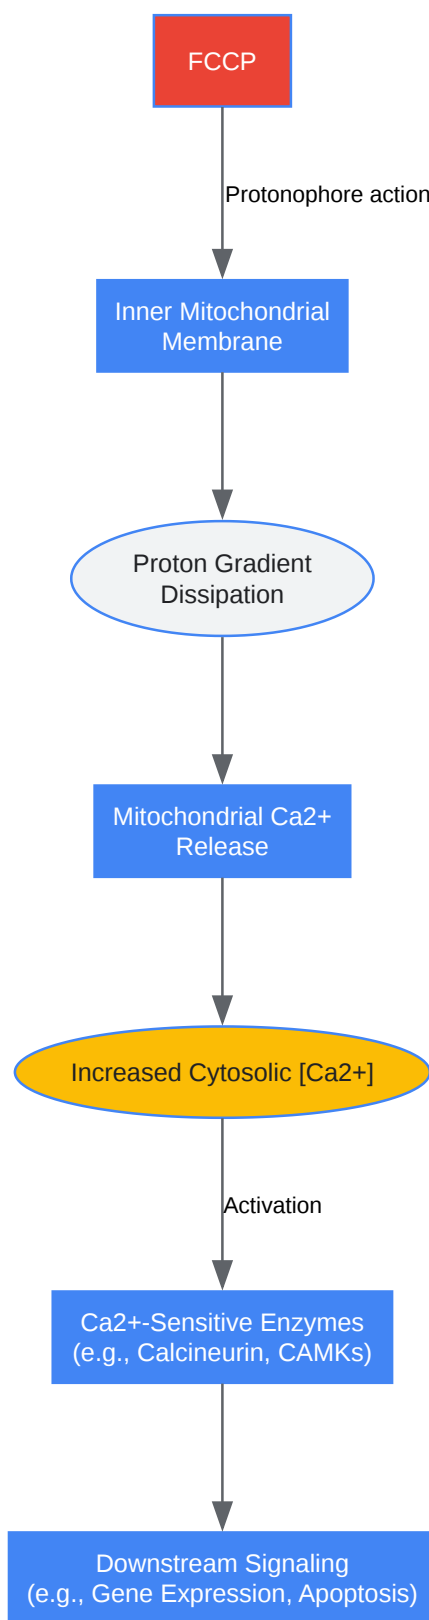 FCCP
Protonophore action
Inner Mitochondrial
Membrane
Proton Gradient
Dissipation
Mitochondrial Ca2+
Release
Increased Cytosolic [Ca2+]
Activation
Ca2+-Sensitive Enzymes
(e.g., Calcineurin, CAMKs)
Downstream Signaling
(e.g., Gene Expression, Apoptosis)